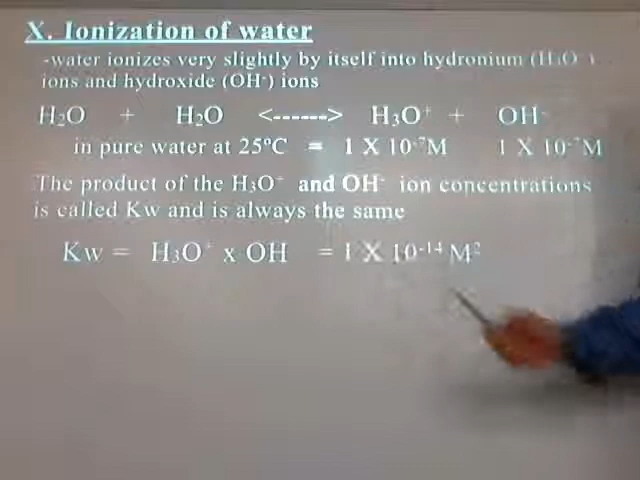 X. Ionization of water
-water ionizes very slightly by itself into hydronium (H₃O⁺)
ions and hydroxide (OH⁻) ions
H₂O + H₂O <------> H₃O⁺ + OH⁻
in pure water at 25ºC = 1 X 10⁻⁷M 1 X 10⁻⁷M
The product of the H₃O⁺ and OH⁻ ion concentrations
is called Kw and is always the same
Kw = H₃O⁺ x OH = 1 X 10⁻¹⁴ M²